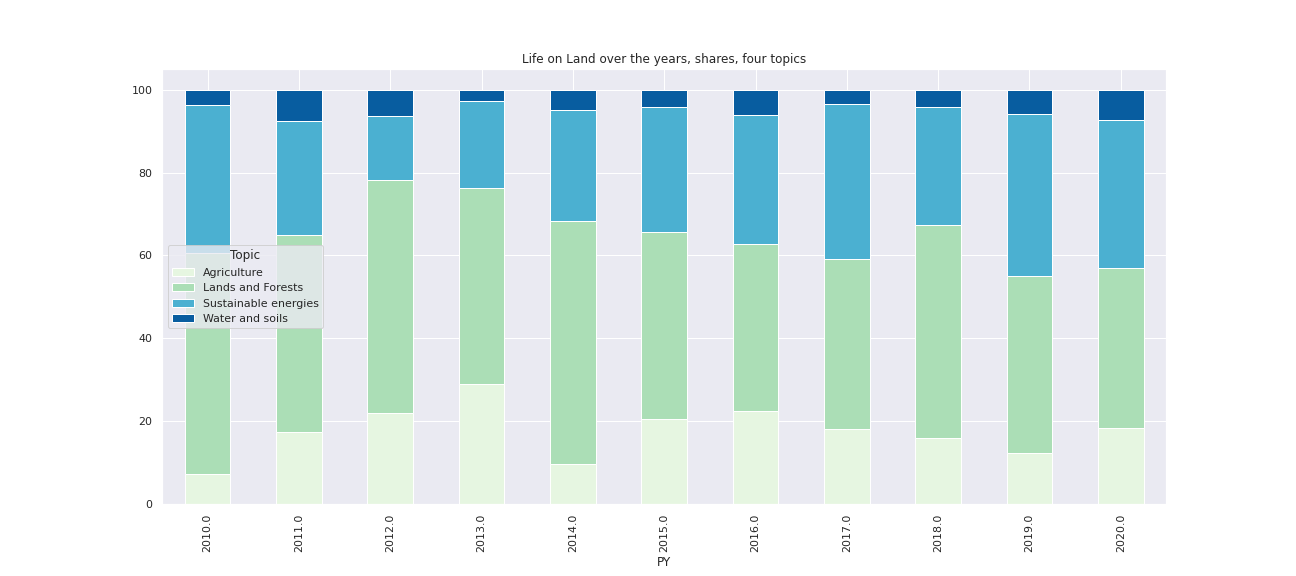 Life on Land over the years, shares, four topics
100
80
60
40
20
0
Topic
Agriculture
Lands and Forests
Sustainable energies
Water and soils
2010.0
2011.0
2012.0
2013.0
2014.0
2015.0
2016.0
2017.0
2018.0
2019.0
2020.0
PY